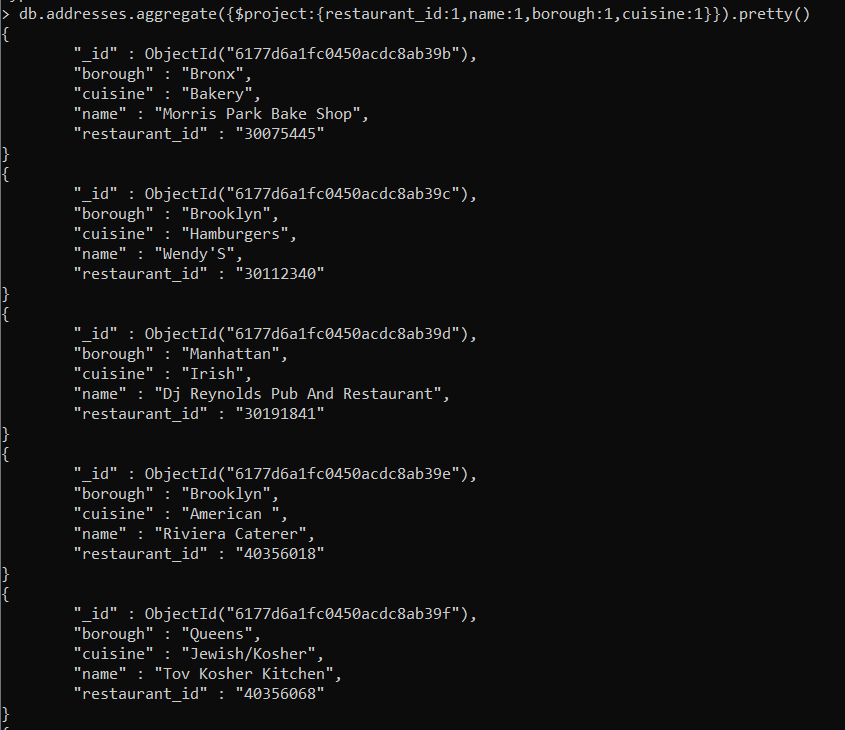 > db.addresses.aggregate({$project:{restaurant_id:1,name:1,borough:1,cuisine:1}}).pretty()
{
"_id" : ObjectId("6177d6a1fc0450acdc8ab39b"),
"borough" : "Bronx",
"cuisine" : "Bakery",
"name" : "Morris Park Bake Shop",
"restaurant_id" : "30075445"
}
{
"_id" : ObjectId("6177d6a1fc0450acdc8ab39c"),
"borough" : "Brooklyn",
"cuisine" : "Hamburgers",
"name" : "Wendy'S",
"restaurant_id" : "30112340"
}
{
"_id" : ObjectId("6177d6a1fc0450acdc8ab39d"),
"borough" : "Manhattan",
"cuisine" : "Irish",
"name" : "Dj Reynolds Pub And Restaurant",
"restaurant_id" : "30191841"
}
{
"_id" : ObjectId("6177d6a1fc0450acdc8ab39e"),
"borough" : "Brooklyn",
"cuisine" : "American ",
"name" : "Riviera Caterer",
"restaurant_id" : "40356018"
}
{
"_id" : ObjectId("6177d6a1fc0450acdc8ab39f"),
"borough" : "Queens",
"cuisine" : "Jewish/Kosher",
"name" : "Tov Kosher Kitchen",
"restaurant_id" : "40356068"
}